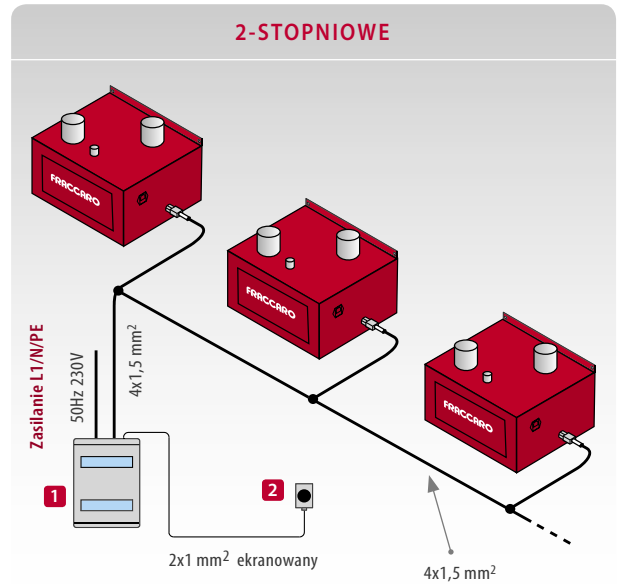 2-STOPNIOWE
FRACCARO
FRACCARO
FRACCARO
Zasilanie L1/N/PE
50Hz 230V
4x1,5 mm²
1
2
2x1 mm² ekranowany
4x1,5 mm²